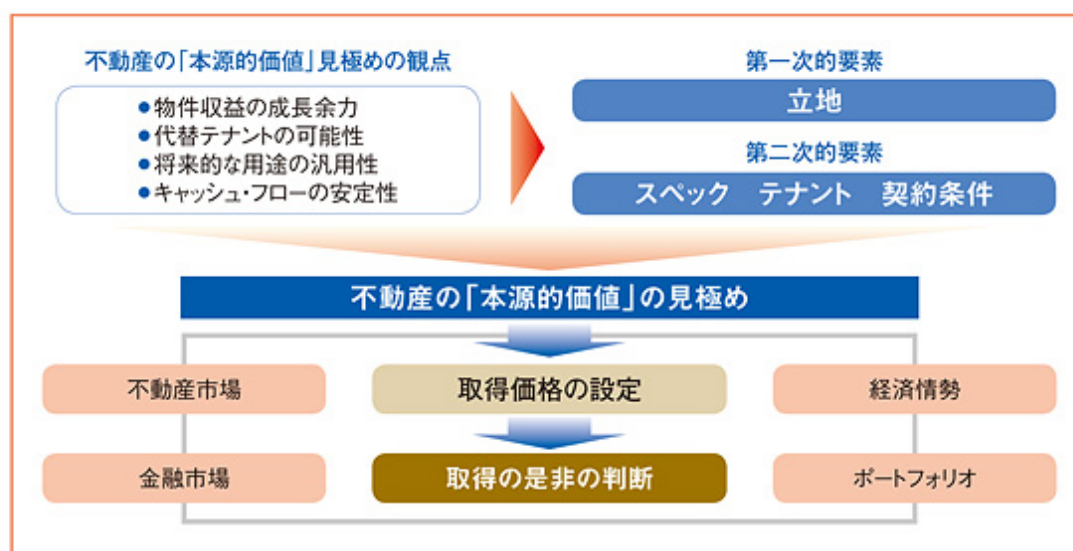 不動産の「本源的価値」見極めの観点
●物件収益の成長余力
●代替テナントの可能性
●将来的な用途の汎用性
●キャッシュ・フローの安定性
第一次的要素
立地
第二次的要素
スペック テナント 契約条件
不動産の「本源的価値」の見極め
不動産市場
取得価格の設定
経済情勢
金融市場
取得の是非の判断
ポートフォリオ